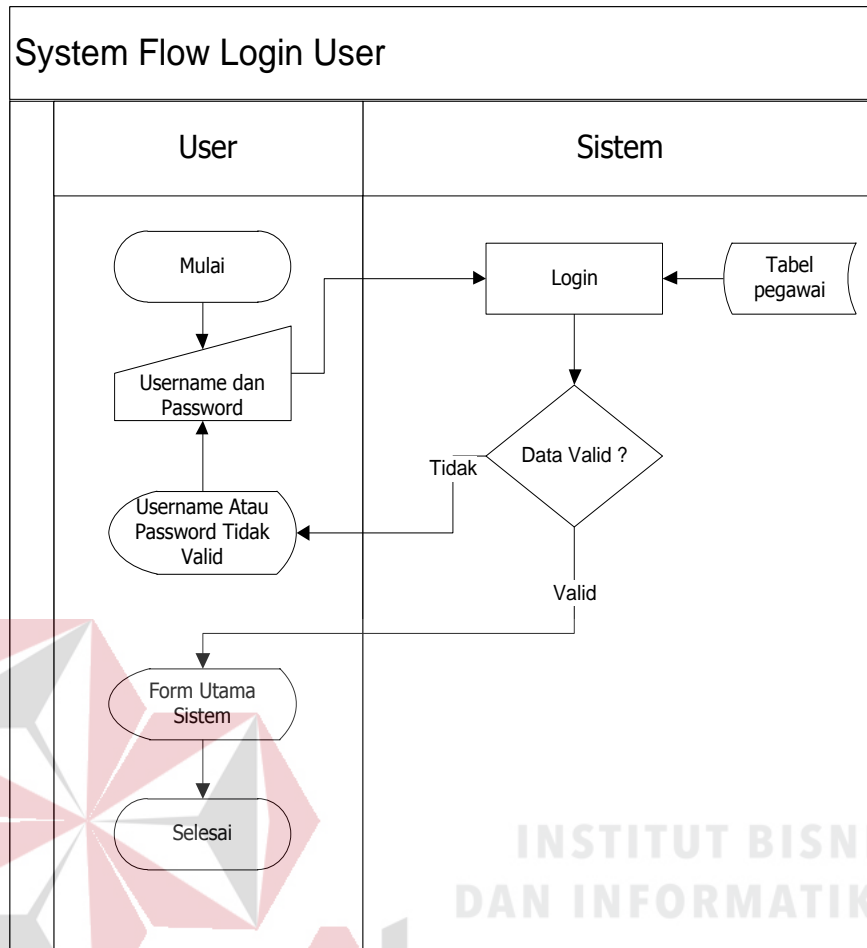 System Flow Login User
User
Sistem
Mulai
Login
Tabel
pegawai
Username dan
Password
Data Valid ?
Tidak
Username Atau
Password Tidak
Valid
Valid
Form Utama
Sistem
Selesai
INSTITUT BISNI
DAN INFORMATIK